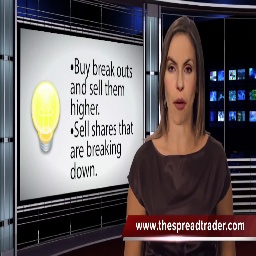 •Buy break outs
and sell them
higher.
•Sell shares that
are breaking
down.
www.thespreadtrader.com